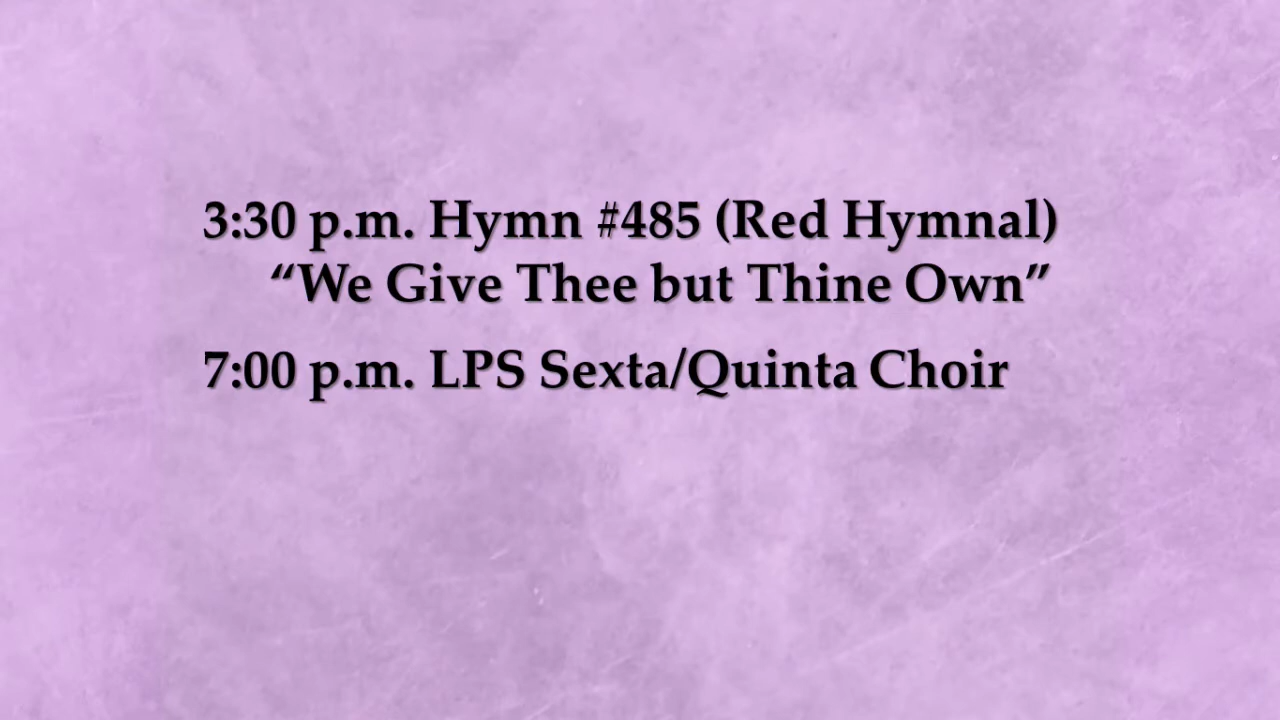 3:30 p.m. Hymn #485 (Red Hymnal)
“We Give Thee but Thine Own”
7:00 p.m. LPS Sexta/Quinta Choir